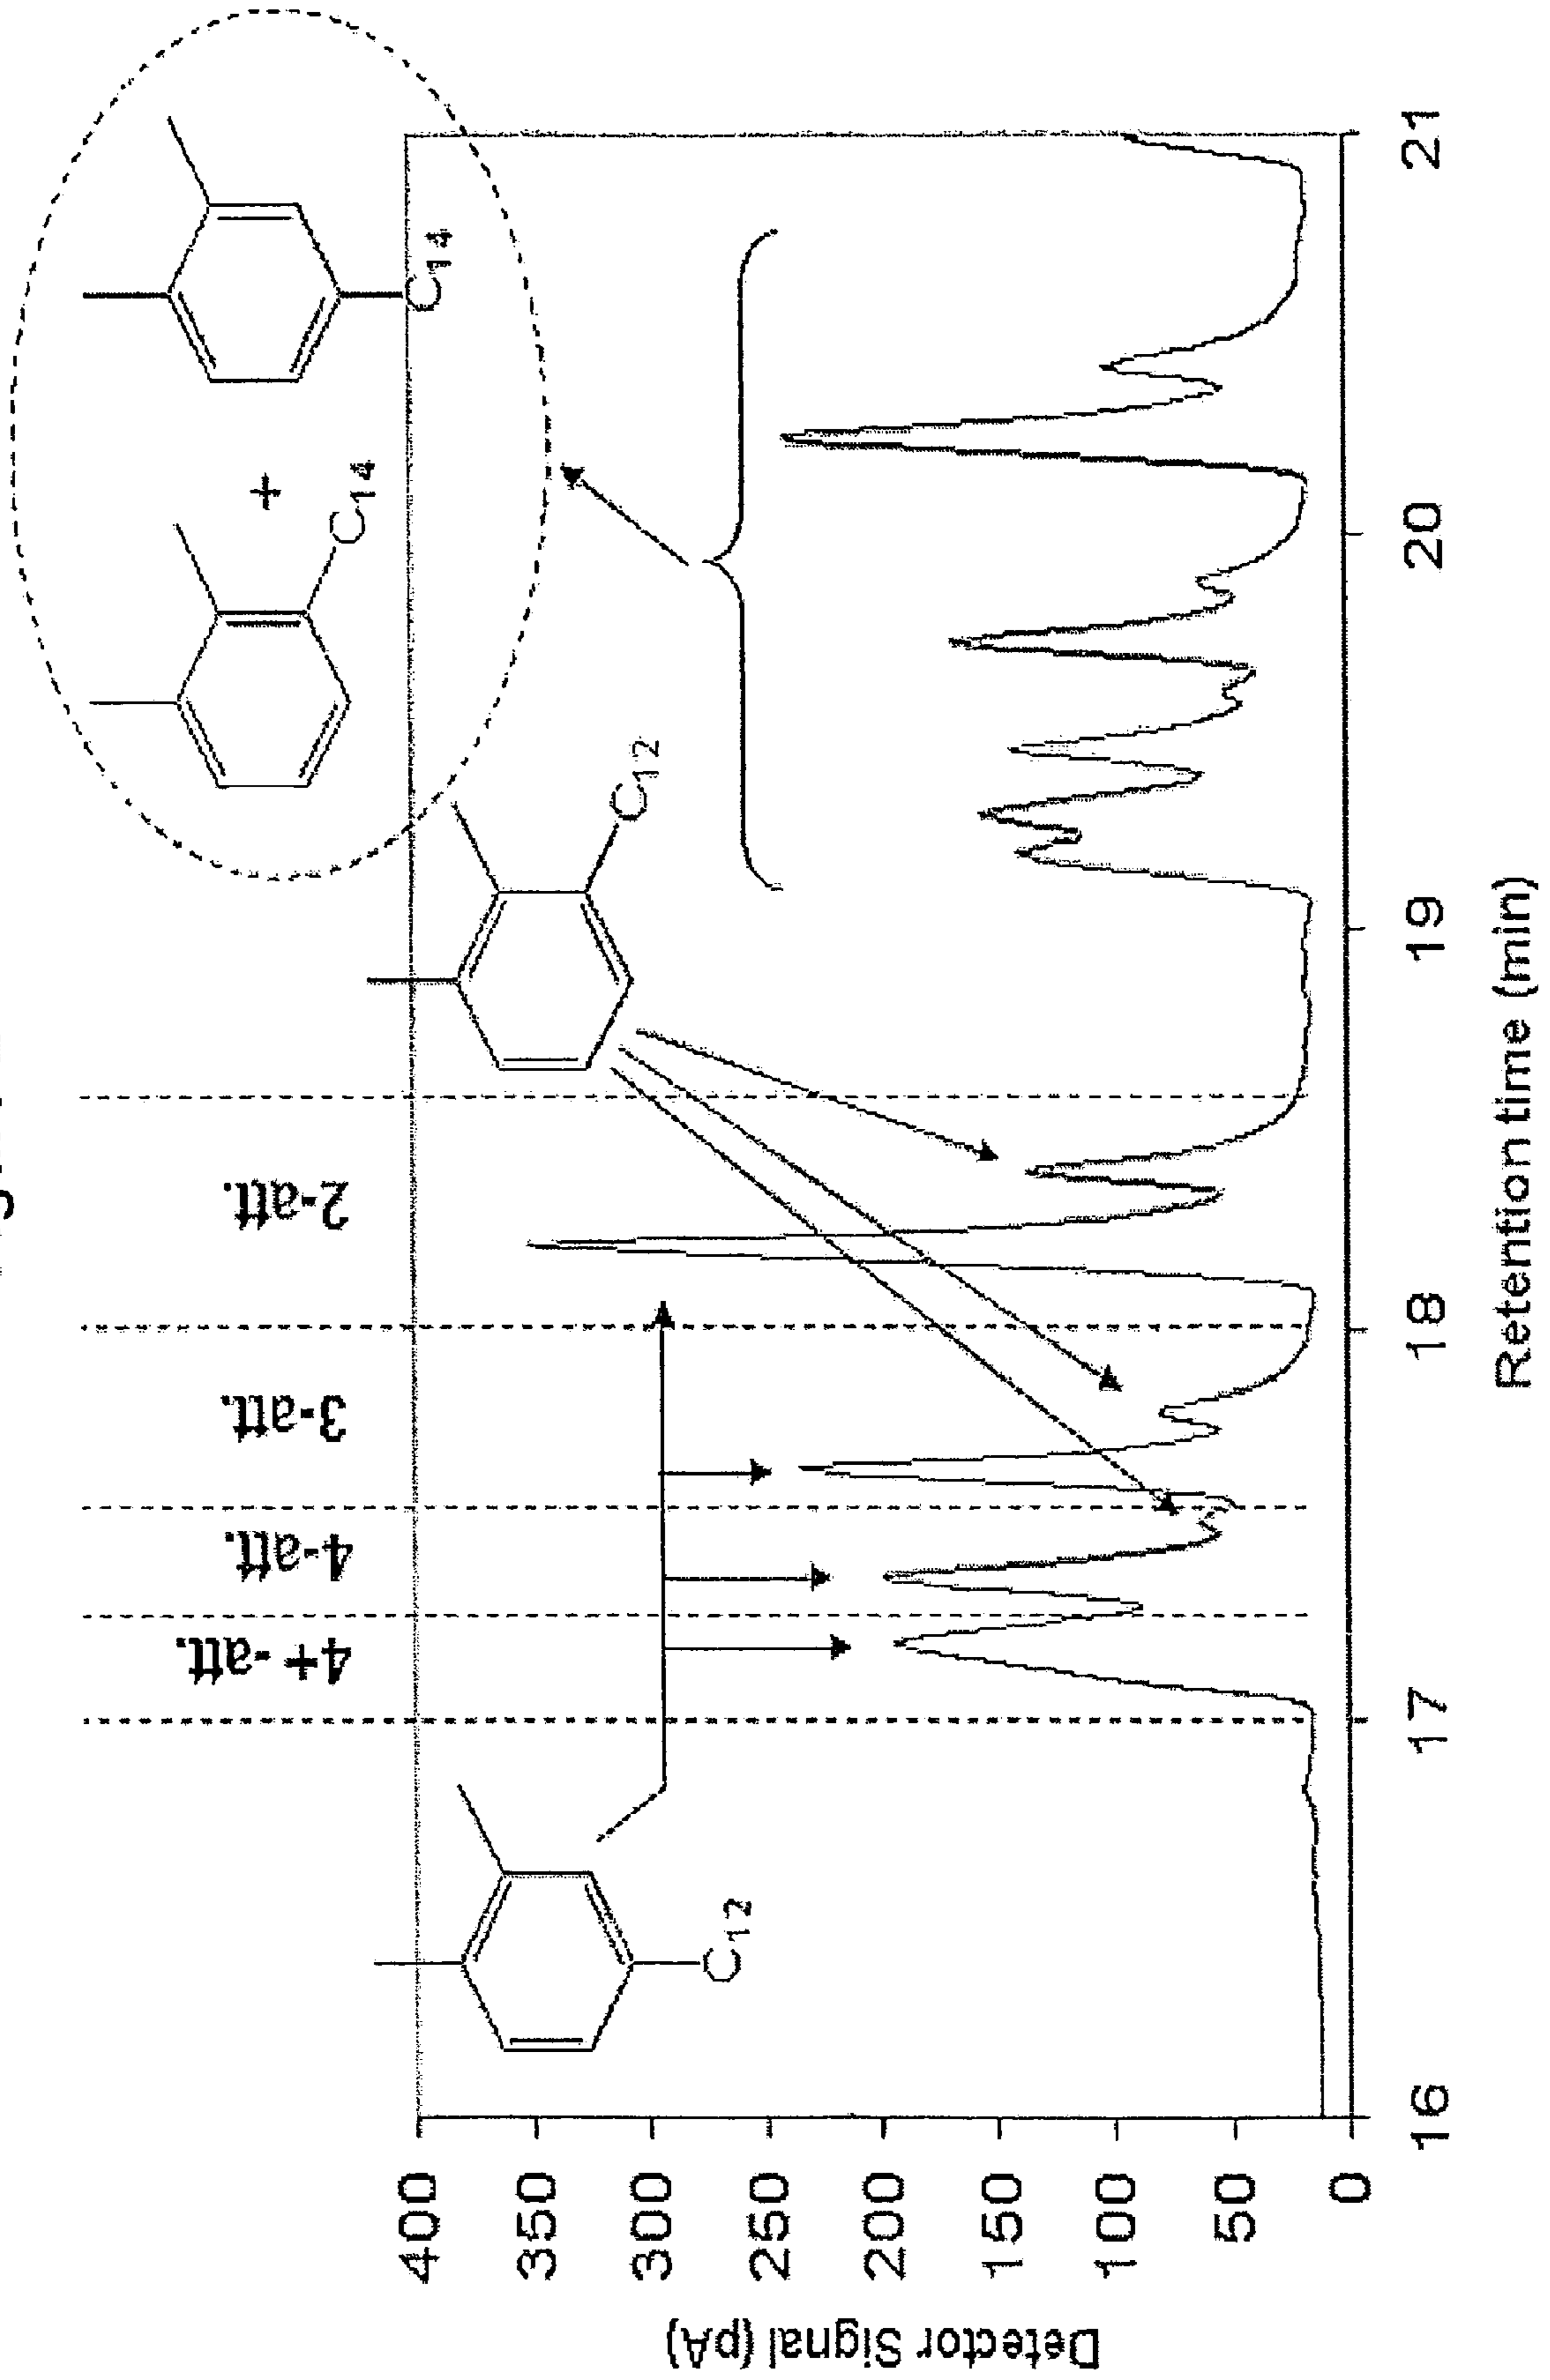 4+ -att.
4-att.
3-att.
2-att.
C12
C12
C14
+
C14
Detector Signal (pA)
400
350
300
250
200
150
100
50
0
16
17
18
19
20
21
Retention time (min)